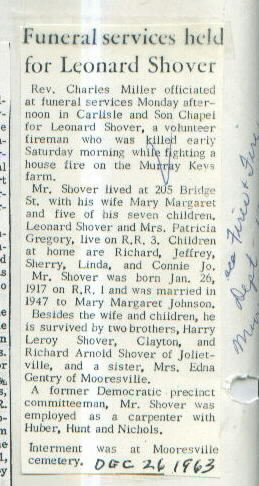 Funeral services held
for Leonard Shover
Rev. Charles Miller officiated
at funeral services Monday after-
noon in Carlisle and Son Chapel
for Leonard Shover, a volunteer
fireman who was killed early
Saturday morning while fighting a
house fire on the Murray Keys
farm.
Mr. Shover lived at 205 Bridge
St. with his wife Mary Margaret
and five of his seven children.
Leonard Shover and Mrs. Patricia
Gregory, live on R.R. 3. Children
at home are Richard, Jeffrey,
Sherry, Linda, and Connie Jo.
Mr. Shover was born Jan. 26,
1917 on R.R. 1 and was married in
1947 to Mary Margaret Johnson.
Besides the wife and children, he
is survived by two brothers, Harry
Leroy Shover, Clayton, and
Richard Arnold Shover of Joliet-
ville, and a sister, Mrs. Edna
Gentry of Mooresville.
A former Democratic precinct
committeeman, Mr. Shover was
employed as a carpenter with
Huber, Hunt and Nichols.
Interment was at Mooresville
cemetery. DEC 26 1963